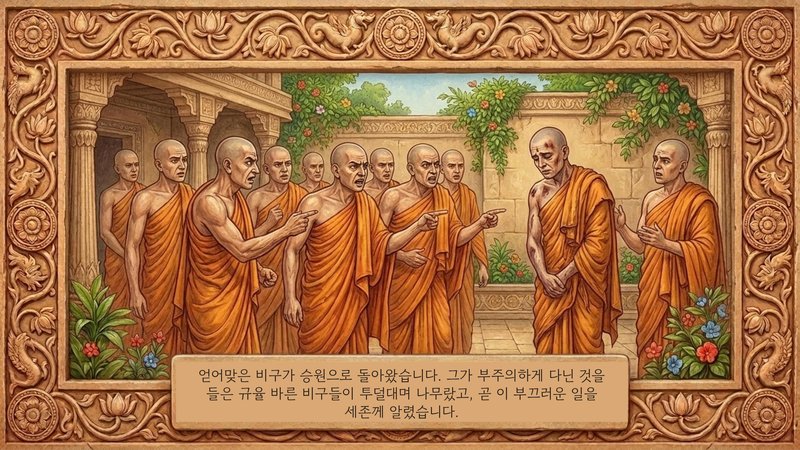 얻어맞은 비구가 승원으로 돌아왔습니다. 그가 부주의하게 다닌 것을
들은 규율 바른 비구들이 투덜대며 나무랐고, 곧 이 부끄러운 일을
세존께 알렸습니다.